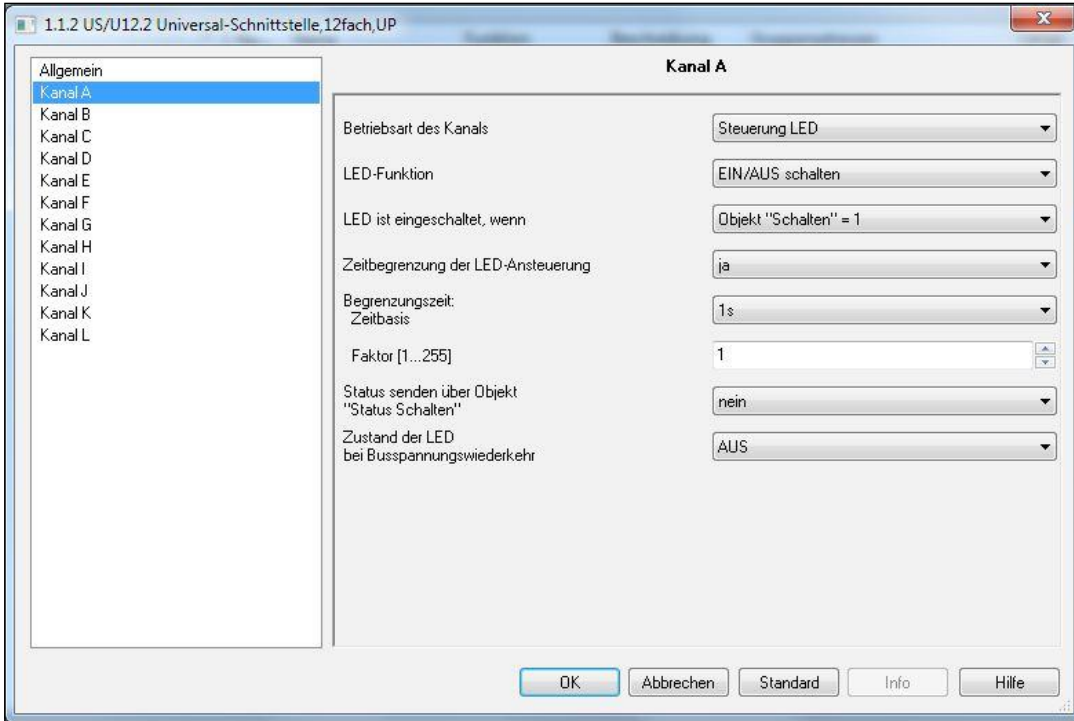 1.1.2 US/U12.2 Universal-Schnittstelle,12fach,UP
Allgemein
Kanal A
Kanal B
Kanal C
Kanal D
Kanal E
Kanal F
Kanal G
Kanal H
Kanal I
Kanal J
Kanal K
Kanal L
Kanal A
Betriebsart des Kanals
Steuerung LED
LED-Funktion
EIN/AUS schalten
LED ist eingeschaltet, wenn
Objekt "Schalten" = 1
Zeitbegrenzung der LED-Ansteuerung
ja
Begrenzungszeit:
Zeitbasis
1s
Faktor [1...255]
1
Status senden über Objekt
"Status Schalten"
nein
Zustand der LED
bei Busspannungswiederkehr
AUS
OK
Abbrechen
Standard
Info
Hilfe